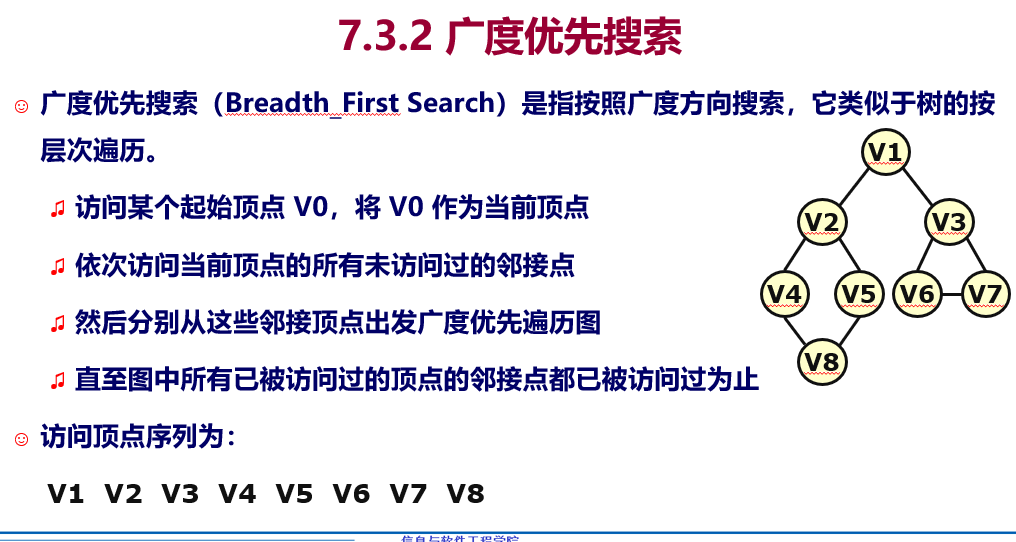 7.3.2 广度优先搜索
广度优先搜索（Breadth_First Search）是指按照广度方向搜索，它类似于树的按
层次遍历。
访问某个起始顶点 V0，将 V0 作为当前顶点
依次访问当前顶点的所有未访问过的邻接点
然后分别从这些邻接顶点出发广度优先遍历图
直至图中所有已被访问过的顶点的邻接点都已被访问过为止
访问顶点序列为：
V1 V2 V3 V4 V5 V6 V7 V8
V1
V2 V3
V4 V5 V6 V7
V8
信息与软件工程学院